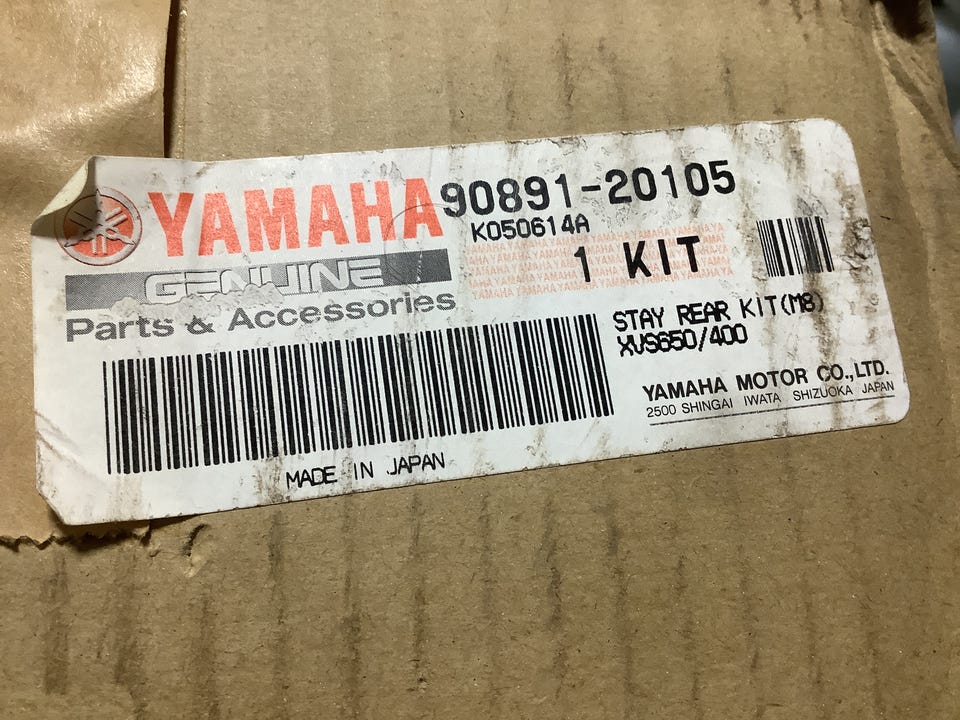 YAMAHA
GENUINE
Parts & Accessories
90891-20105
K050614A
1 KIT
STAY REAR KIT(M8)
XVS650/400
YAMAHA MOTOR CO.,LTD.
2500 SHINGAI IWATA SHIZUOKA JAPAN
MADE IN JAPAN